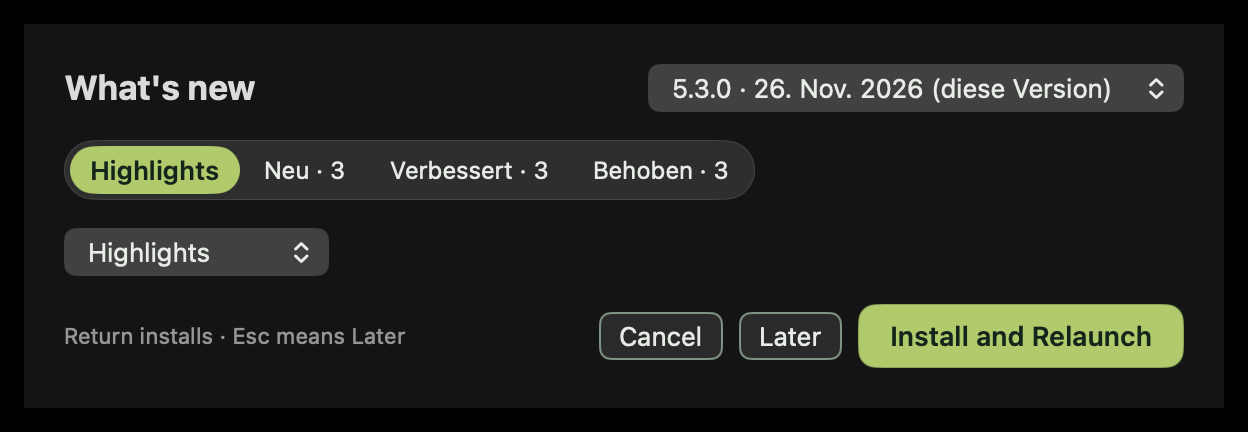 What's new
5.3.0 · 26. Nov. 2026 (diese Version)
Highlights
Neu · 3
Verbessert · 3
Behoben · 3
Highlights
Return installs · Esc means Later
Cancel
Later
Install and Relaunch